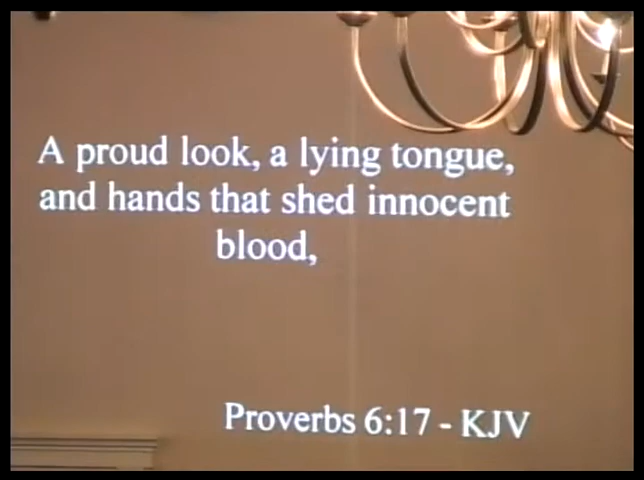 A proud look, a lying tongue,
and hands that shed innocent
blood,
Proverbs 6:17 - KJV